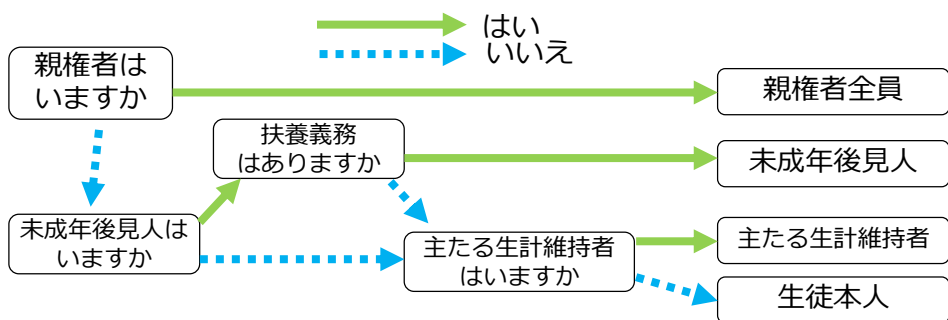 はい
いいえ
親権者は
いますか
親権者全員
扶養義務
はありますか
未成年後見人
未成年後見人は
いますか
主たる生計維持者
はいますか
主たる生計維持者
生徒本人